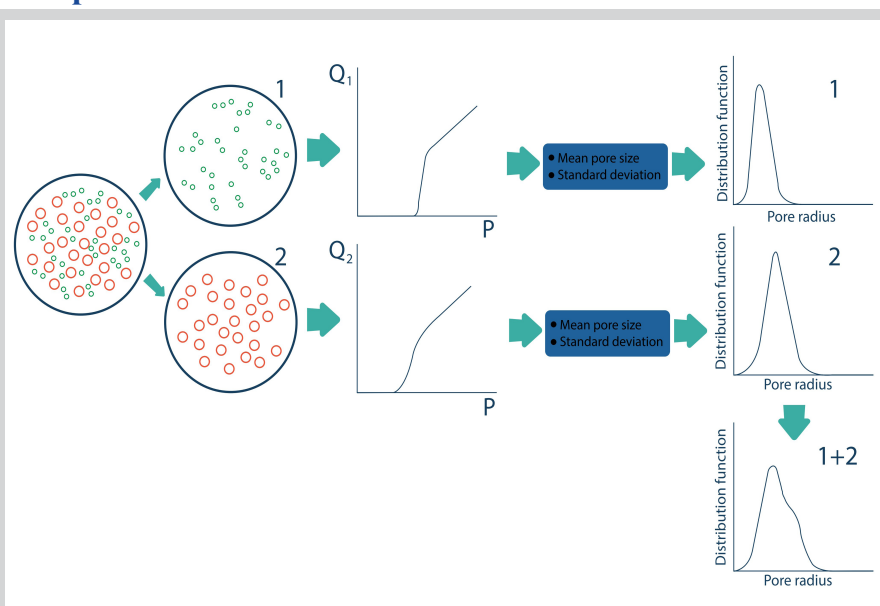 1
Q1
P
● Mean pore size
● Standard deviation
Distribution function
1
Pore radius
2
Q2
P
● Mean pore size
● Standard deviation
Distribution function
2
Pore radius
Distribution function
1+2
Pore radius